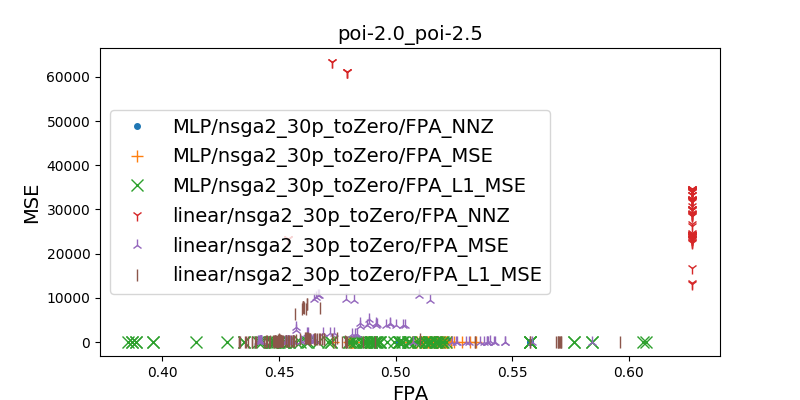 poi-2.0_poi-2.5
60000
50000
40000
30000
20000
10000
0
MSE
MLP/nsga2_30p_toZero/FPA_NNZ
MLP/nsga2_30p_toZero/FPA_MSE
MLP/nsga2_30p_toZero/FPA_L1_MSE
linear/nsga2_30p_toZero/FPA_NNZ
linear/nsga2_30p_toZero/FPA_MSE
linear/nsga2_30p_toZero/FPA_L1_MSE
0.40 0.45 0.50 0.55 0.60
FPA